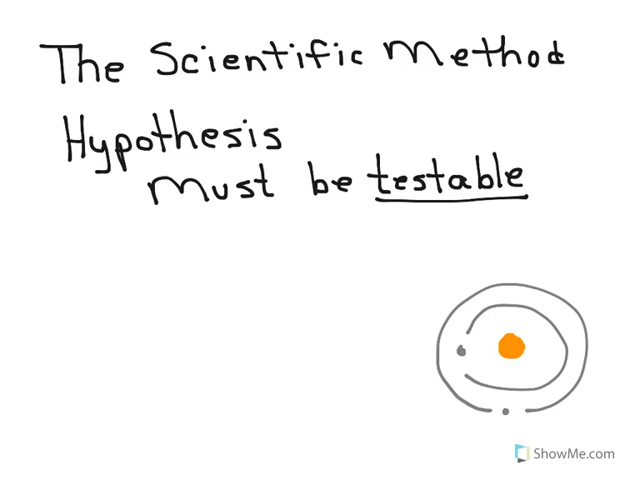 The Scientific Method
Hypothesis
must be testable
ShowMe.com